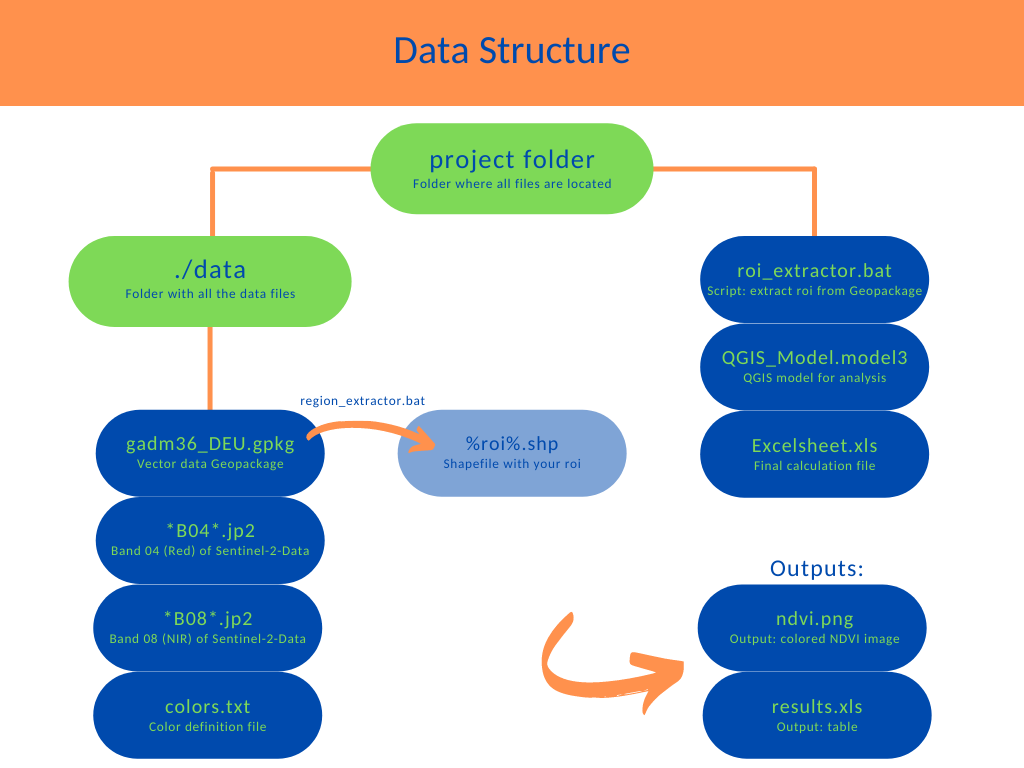 Data Structure
project folder
Folder where all files are located
./data
Folder with all the data files
roi_extractor.bat
Script: extract roi from Geopackage
QGIS_Model.model3
QGIS model for analysis
Excelsheet.xls
Final calculation file
region_extractor.bat
gadm36_DEU.gpkg
Vector data Geopackage
%roi%.shp
Shapefile with your roi
*B04*.jp2
Band 04 (Red) of Sentinel-2-Data
*B08*.jp2
Band 08 (NIR) of Sentinel-2-Data
colors.txt
Color definition file
Outputs:
ndvi.png
Output: colored NDVI image
results.xls
Output: table